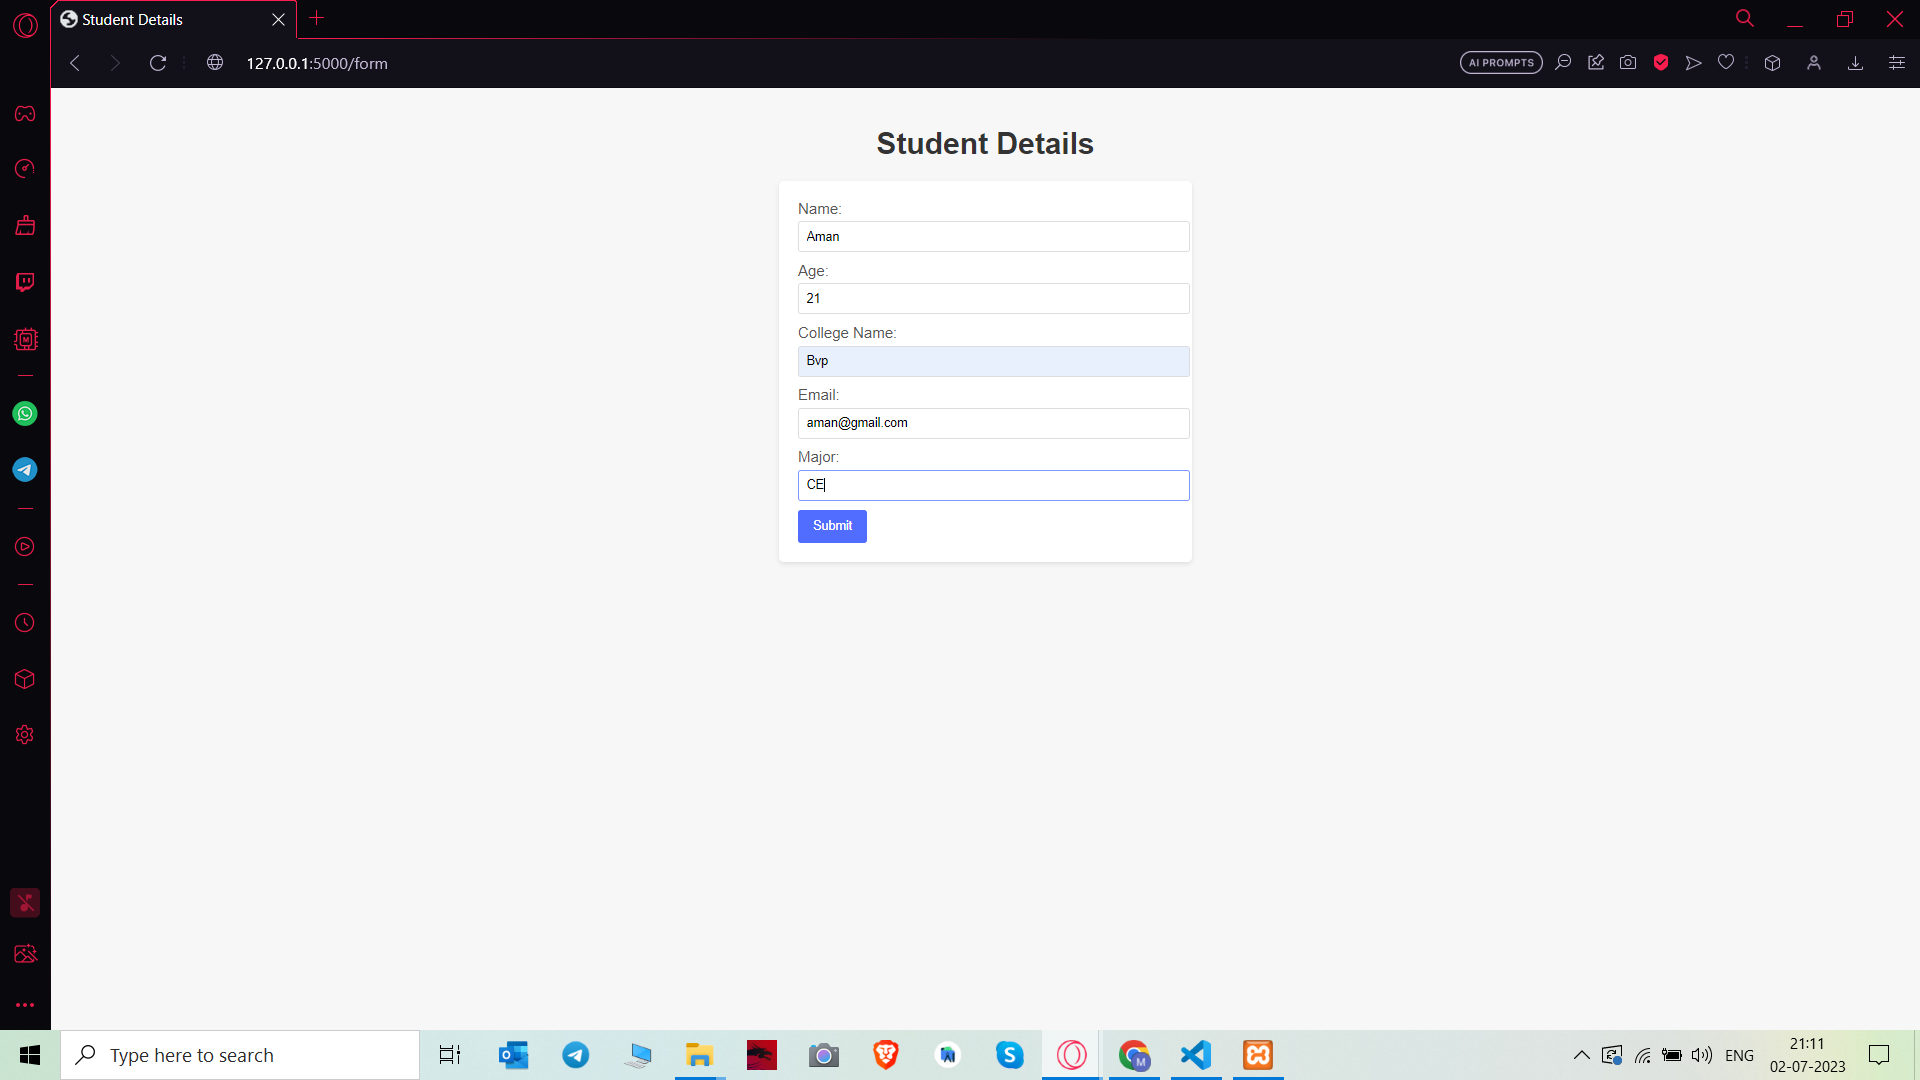 Student Details
127.0.0.1:5000/form
AI PROMPTS
Student Details
Name:
Aman
Age:
21
College Name:
Bvp
Email:
aman@gmail.com
Major:
CE
Submit
Type here to search
ENG
21:11
02-07-2023